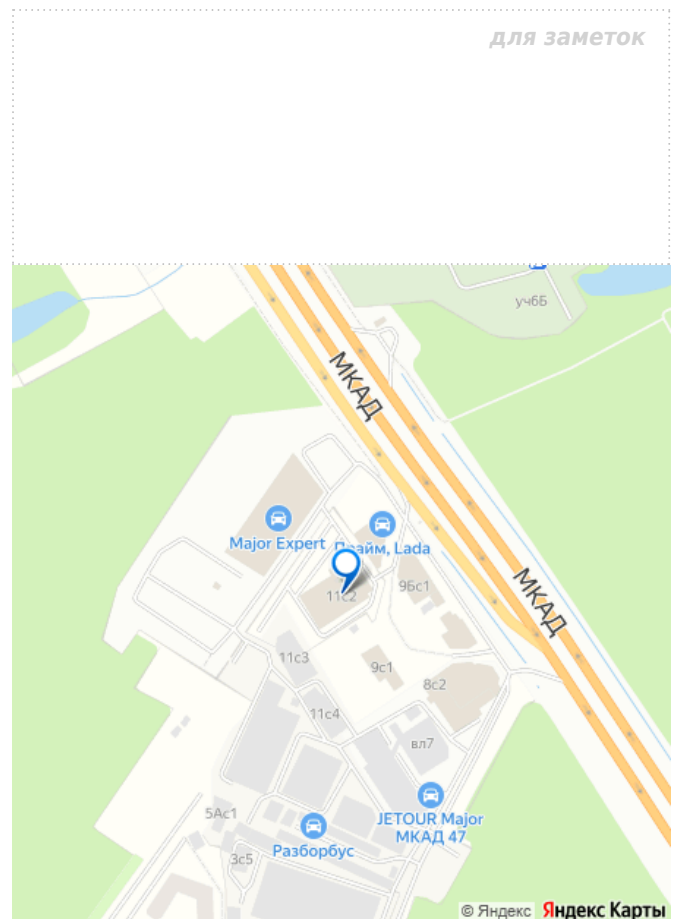 для заметок
уч6Б
МКАД
Major Expert
Прайм, Lada
11с2
9Бс1
МКАД
11с3
9с1
8с2
11с4
вл7
JETOUR Major
МКАД 47
5Ас1
Разборбус
3с5
© Яндекс Яндекс Карты